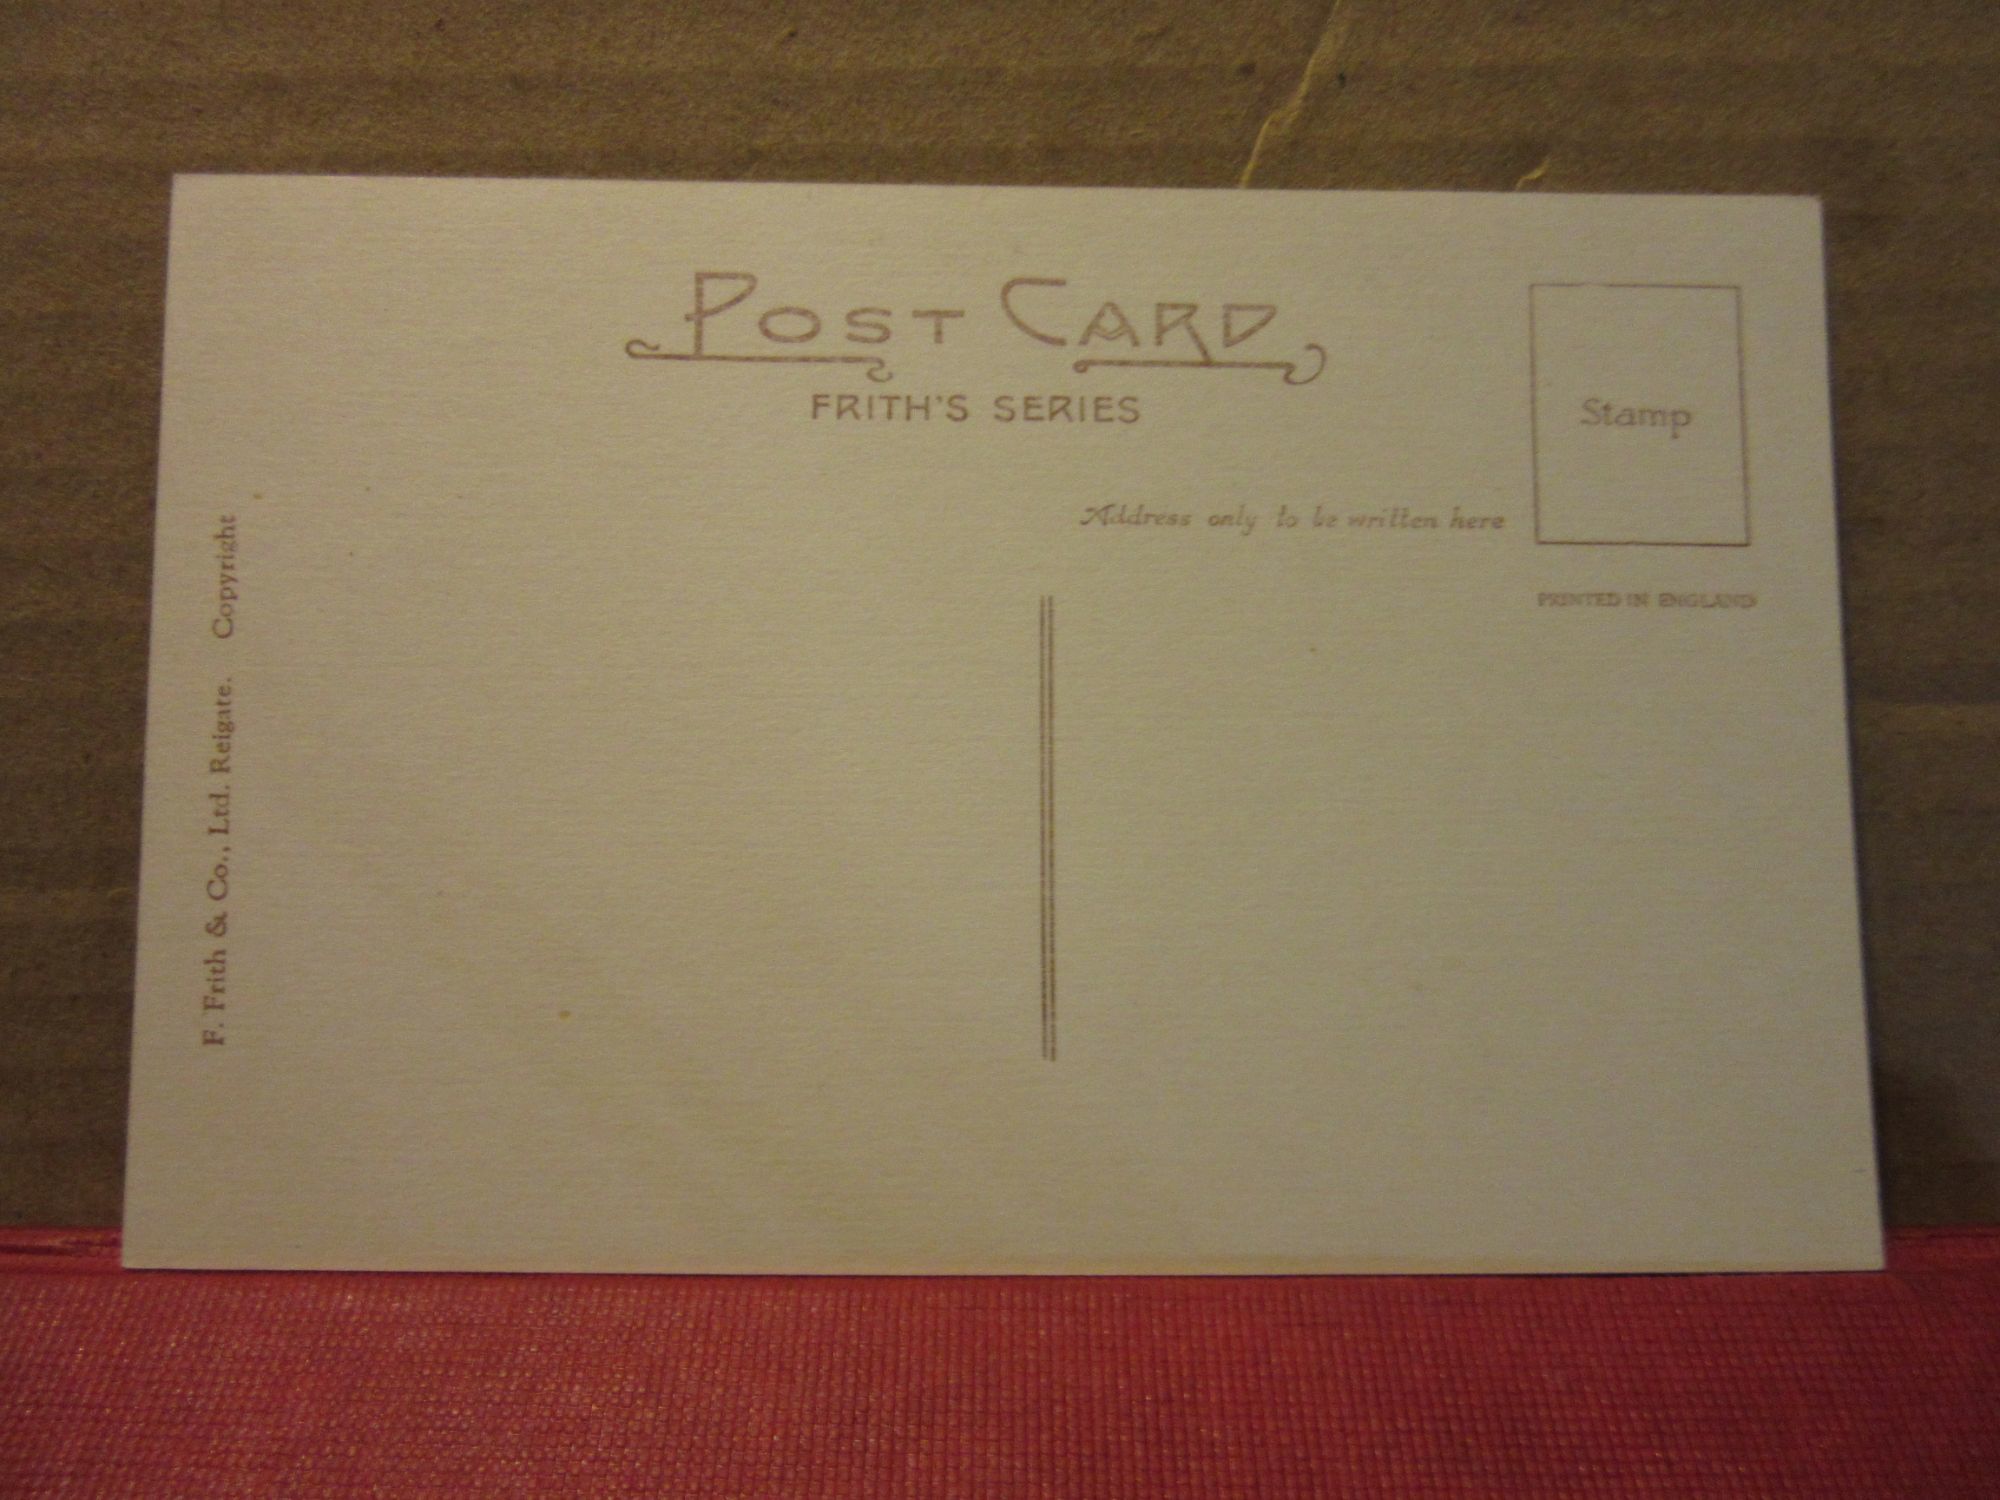 POST CARD
FRITH'S SERIES
Stamp
Address only to be written here
PRINTED IN ENGLAND
F. Frith & Co., Ltd. Reigate. Copyright